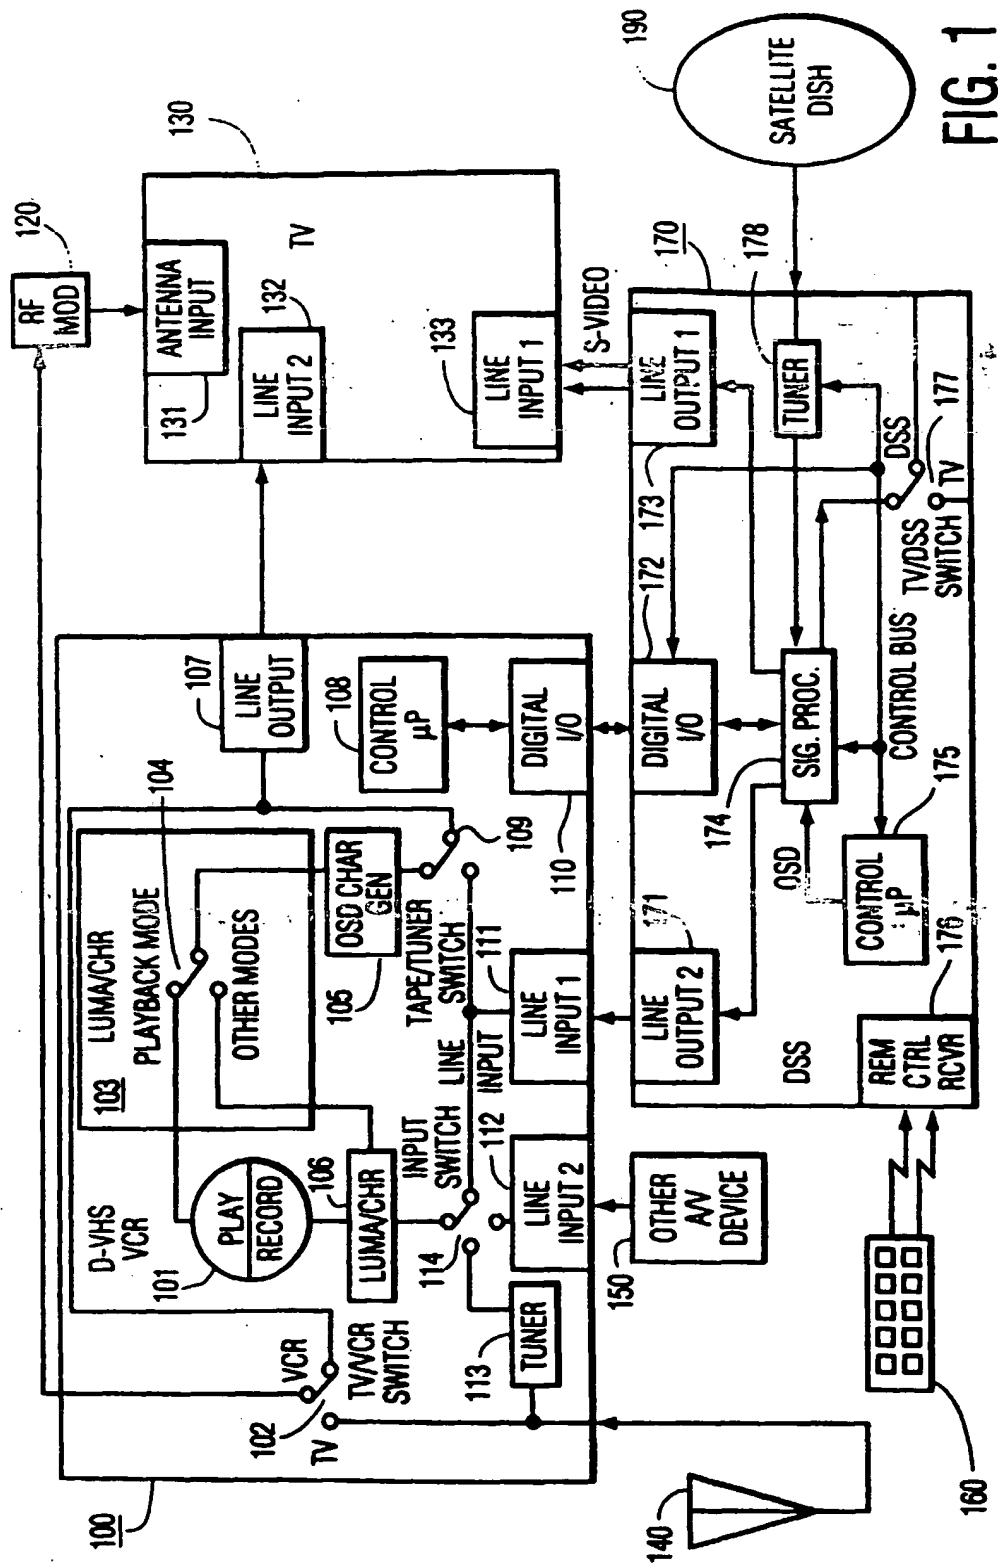 100
D-VHS
VCR
101
PLAY
RECORD
102
TV
VCR
TV/VCR
SWITCH
103
LUMA/CHR
PLAYBACK MODE
104
OTHER MODES
106
LUMA/CHR
OSD CHAR
GEN
105
107
LINE
OUTPUT
108
CONTROL
µP
TAPE/TUNER
SWITCH
109
INPUT
SWITCH
LINE
INPUT
114
113
TUNER
112
LINE
INPUT 2
111
LINE
INPUT 1
110
DIGITAL
I/O
120
RF
MOD
130
ANTENNA
INPUT
131
TV
LINE
INPUT 2
132
133
LINE
INPUT 1
S-VIDEO
140
150
OTHER
A/V
DEVICE
160
170
DSS
LINE
OUTPUT 2
171
DIGITAL
I/O
172
LINE
OUTPUT 1
173
174
SIG. PROC.
OSD
CONTROL
µP
175
CONTROL BUS
REM
CTRL
RCVR
176
TUNER
178
DSS
TV
TV/DSS
SWITCH
177
190
SATELLITE
DISH
FIG. 1